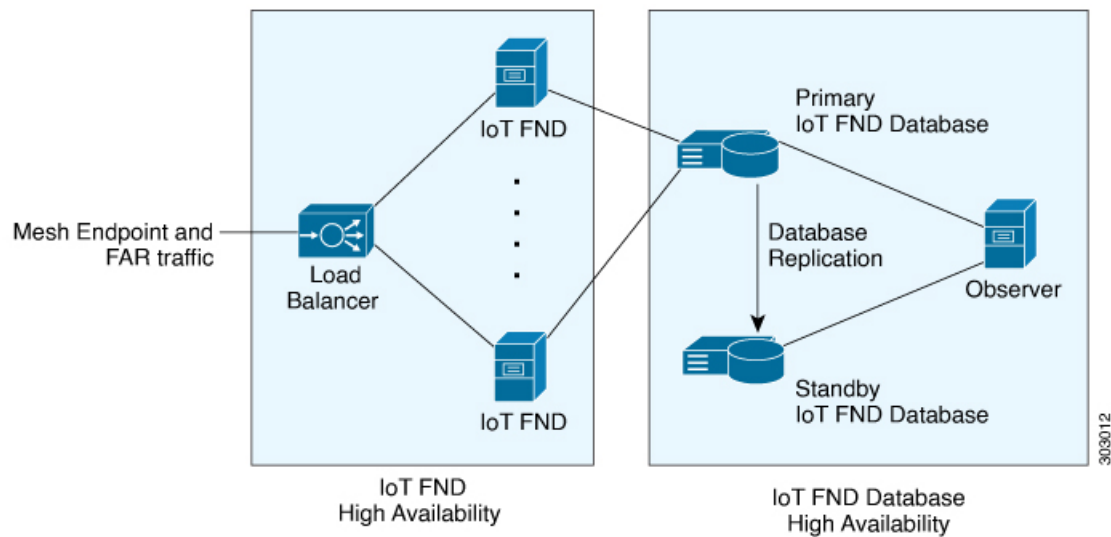 IoT FND
Primary
IoT FND Database
Mesh Endpoint and
FAR traffic
Load
Balancer
Database
Replication
Observer
IoT FND
Standby
IoT FND Database
303012
IoT FND
High Availability
IoT FND Database
High Availability